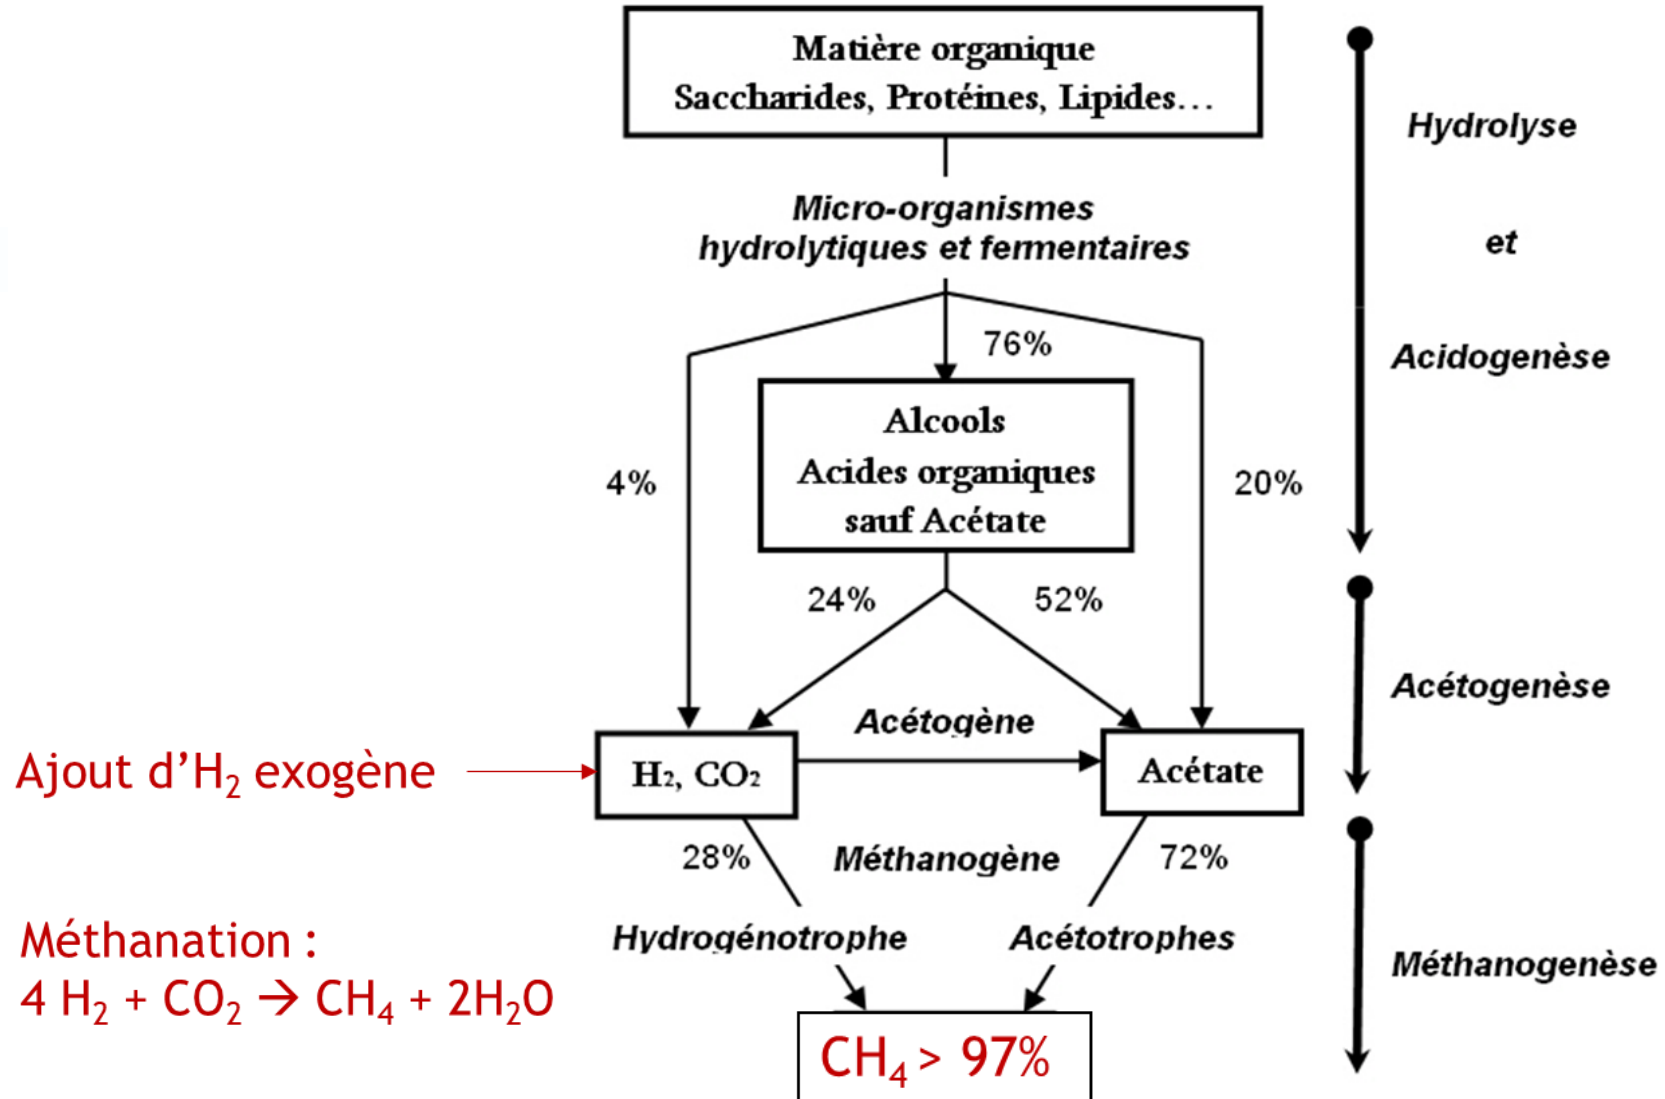 Matière organique
Saccharides, Protéines, Lipides…
Hydrolyse
Micro-organismes
hydrolytiques et fermentaires
et
76%
Acidogenèse
Alcools
Acides organiques
sauf Acétate
4%
20%
24%
52%
Acétogenèse
Acétogène
Ajout d’H₂ exogène
H₂, CO₂
Acétate
28%
Méthanogène
72%
Méthanation :
Hydrogénotrophe
Acétotrophes
Méthanogenèse
4 H₂ + CO₂ → CH₄ + 2H₂O
CH₄ > 97%